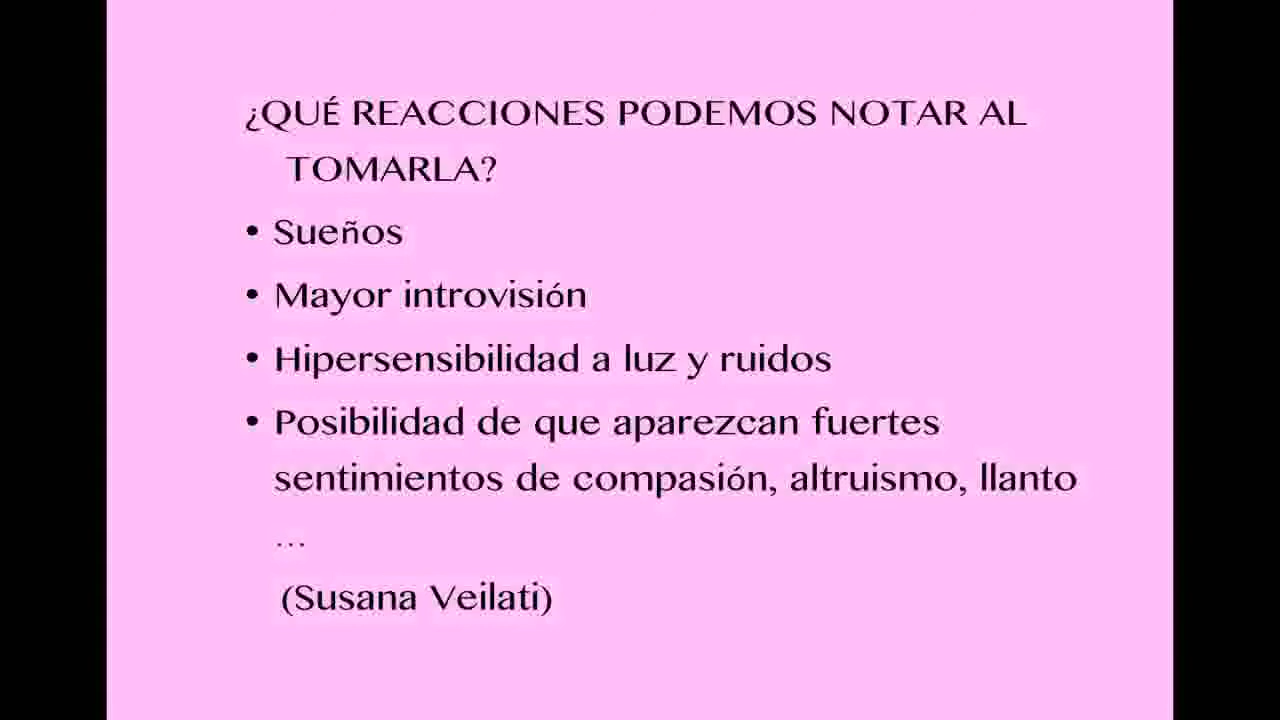 ¿QUÉ REACCIONES PODEMOS NOTAR AL
TOMARLA?
• Sueños
• Mayor introvisión
• Hipersensibilidad a luz y ruidos
• Posibilidad de que aparezcan fuertes
sentimientos de compasión, altruismo, llanto
...
(Susana Veilati)